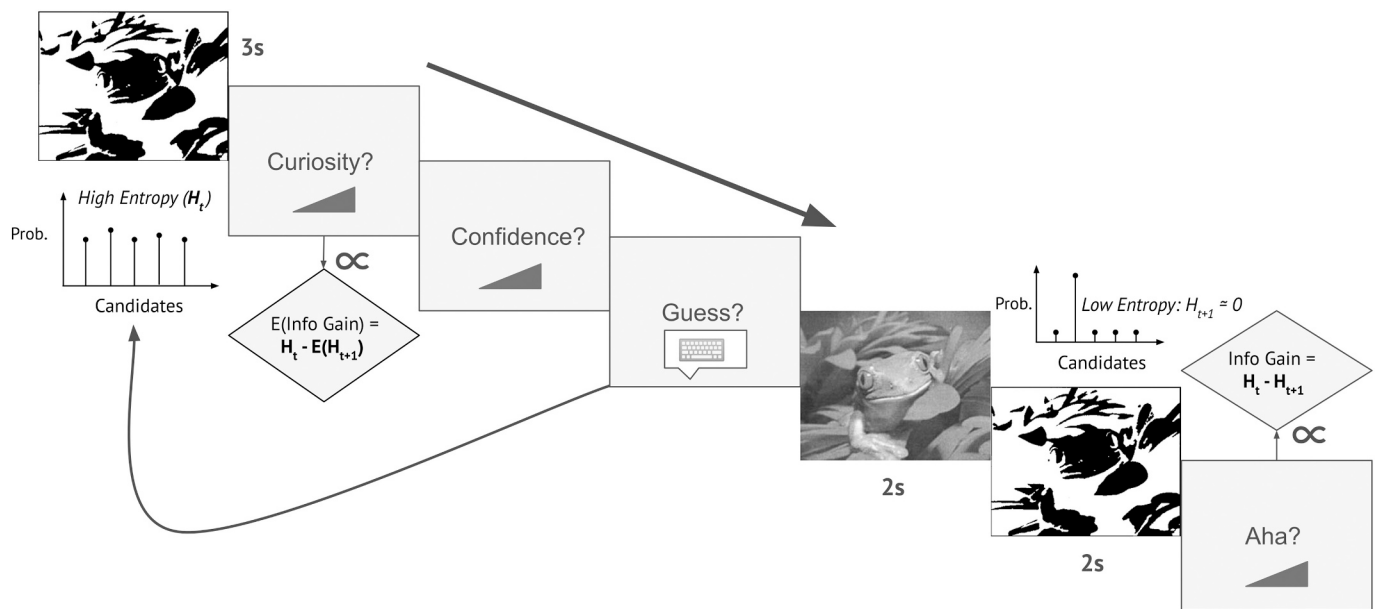 3s
Curiosity?
High Entropy (Hₜ)
Prob.
Candidates
∝
E(Info Gain) =
Hₜ - E(Hₜ₊₁)
Confidence?
Guess?
2s
Prob.
Low Entropy: Hₜ₊₁ ≃ 0
Candidates
2s
Info Gain =
Hₜ - Hₜ₊₁
∝
Aha?